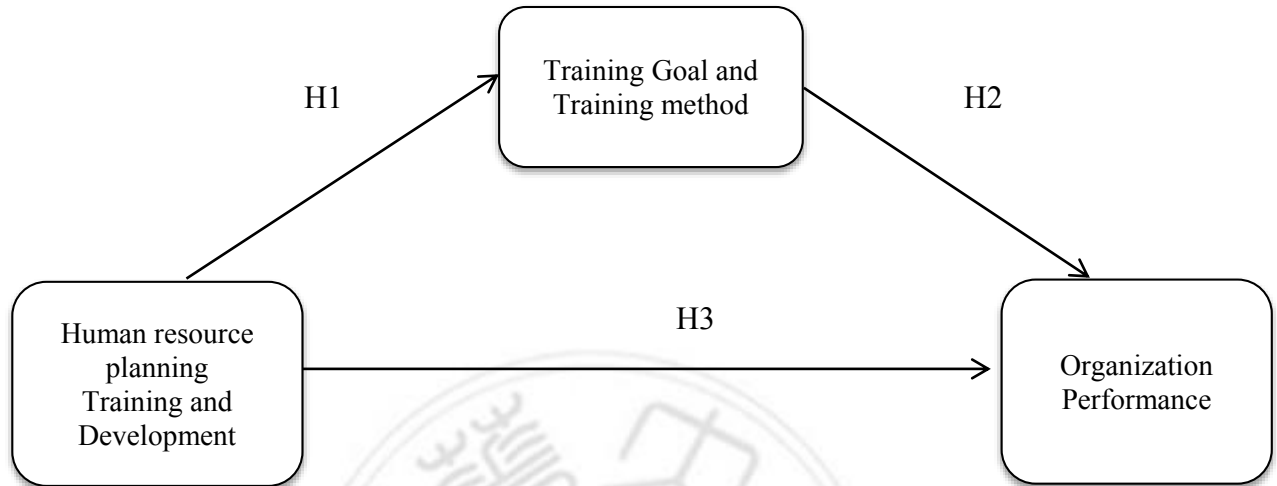 Training Goal and
Training method
H1
H2
Human resource
planning
Training and
Development
H3
Organization
Performance